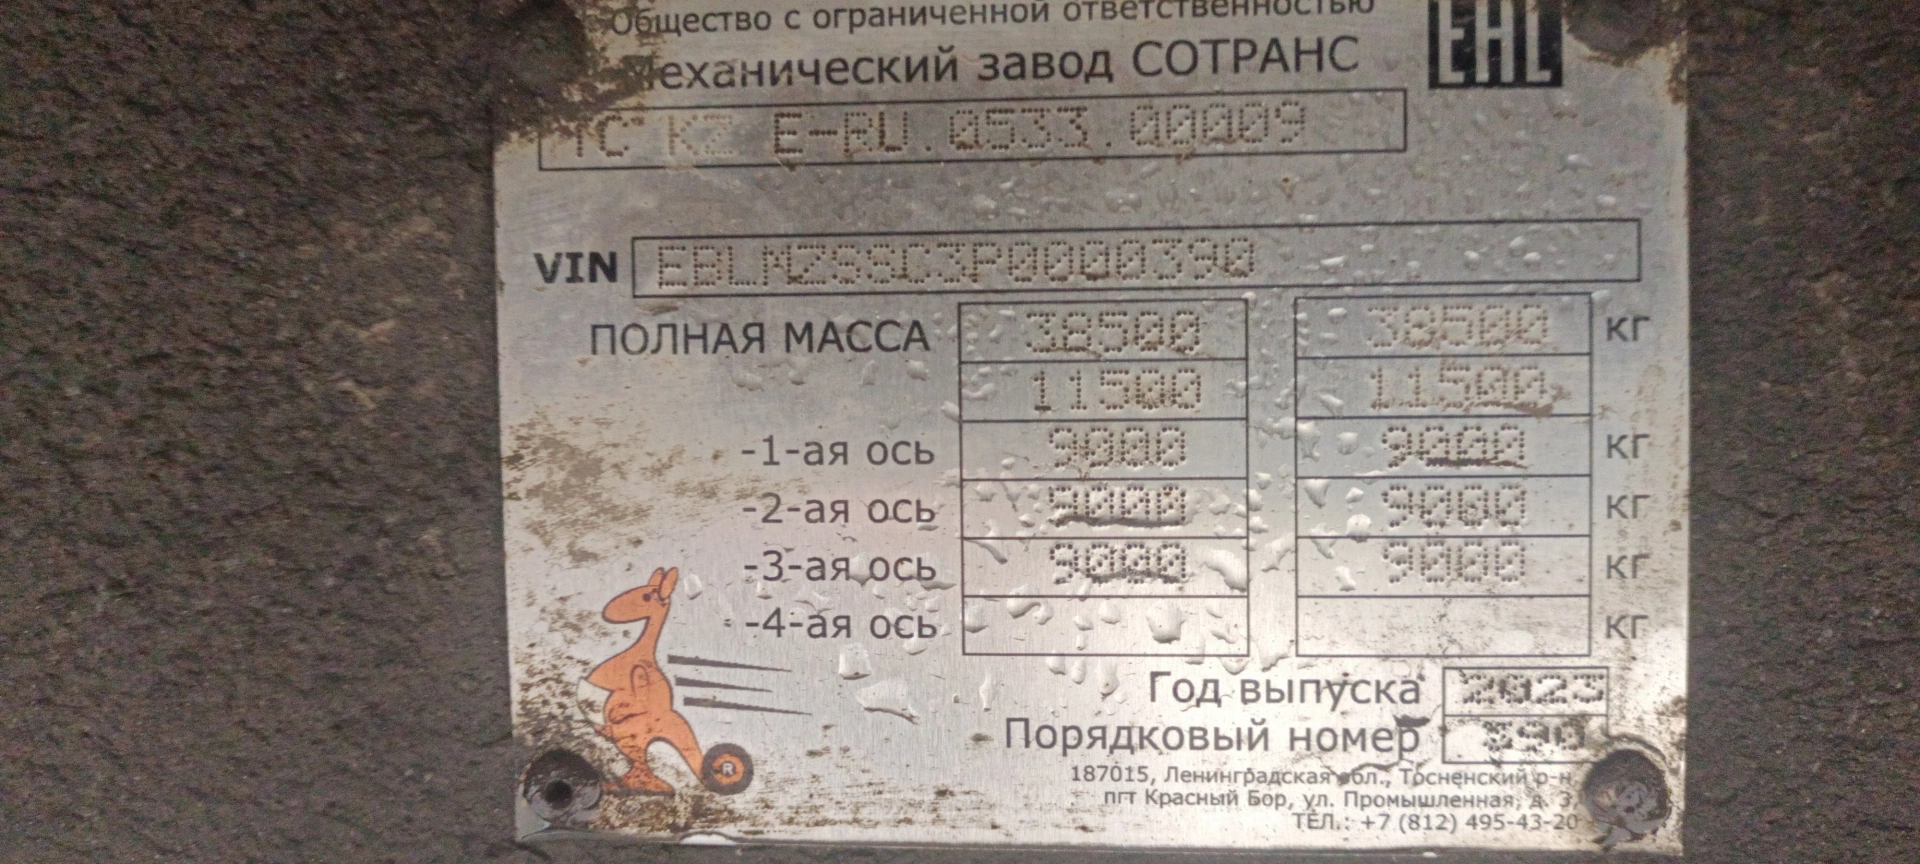 Общество с ограниченной ответственностью
Механический завод СОТРАНС
EAC
ТС KZ E-RU.0533.00009
VIN EBLNZSSC3P0000390
ПОЛНАЯ МАССА 38500 38500 кг
11500 11500
-1-ая ось 9000 9000 кг
-2-ая ось 9000 9000 кг
-3-ая ось 9000 9000 кг
-4-ая ось кг
Год выпуска 2023
Порядковый номер 390
187015, Ленинградская обл., Тосненский р-н
пгт Красный Бор, ул. Промышленная, д. 3,
ТЕЛ.: +7 (812) 495-43-20
R